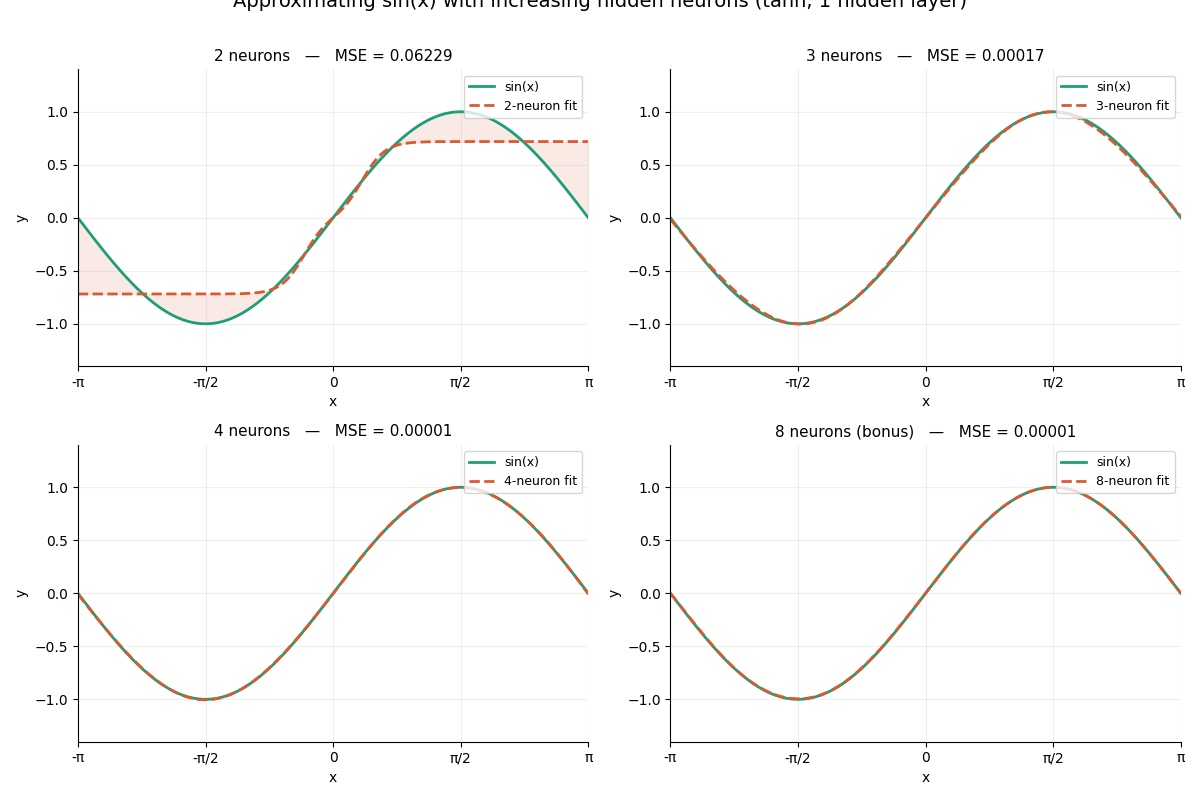 Approximating sin(x) with increasing hidden neurons (tanh, 1 hidden layer)
2 neurons — MSE = 0.06229
sin(x)
2-neuron fit
1.0
0.5
0.0
−0.5
−1.0
y
-π
-π/2
0
π/2
π
x
3 neurons — MSE = 0.00017
sin(x)
3-neuron fit
1.0
0.5
0.0
−0.5
−1.0
y
-π
-π/2
0
π/2
π
x
4 neurons — MSE = 0.00001
sin(x)
4-neuron fit
1.0
0.5
0.0
−0.5
−1.0
y
-π
-π/2
0
π/2
π
x
8 neurons (bonus) — MSE = 0.00001
sin(x)
8-neuron fit
1.0
0.5
0.0
−0.5
−1.0
y
-π
-π/2
0
π/2
π
x